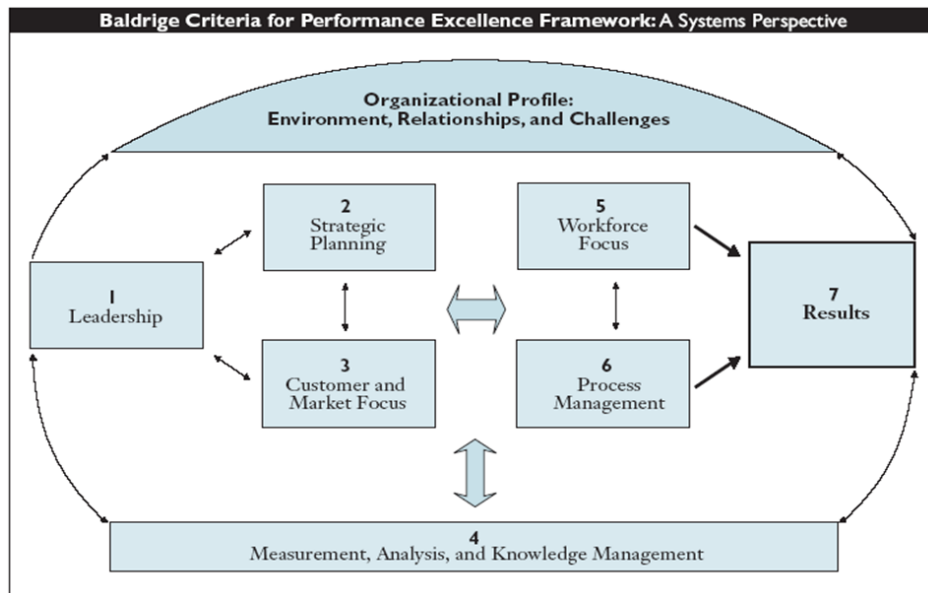 Baldrige Criteria for Performance Excellence Framework: A Systems Perspective
Organizational Profile:
Environment, Relationships, and Challenges
1
Leadership
2
Strategic
Planning
3
Customer and
Market Focus
5
Workforce
Focus
6
Process
Management
7
Results
4
Measurement, Analysis, and Knowledge Management